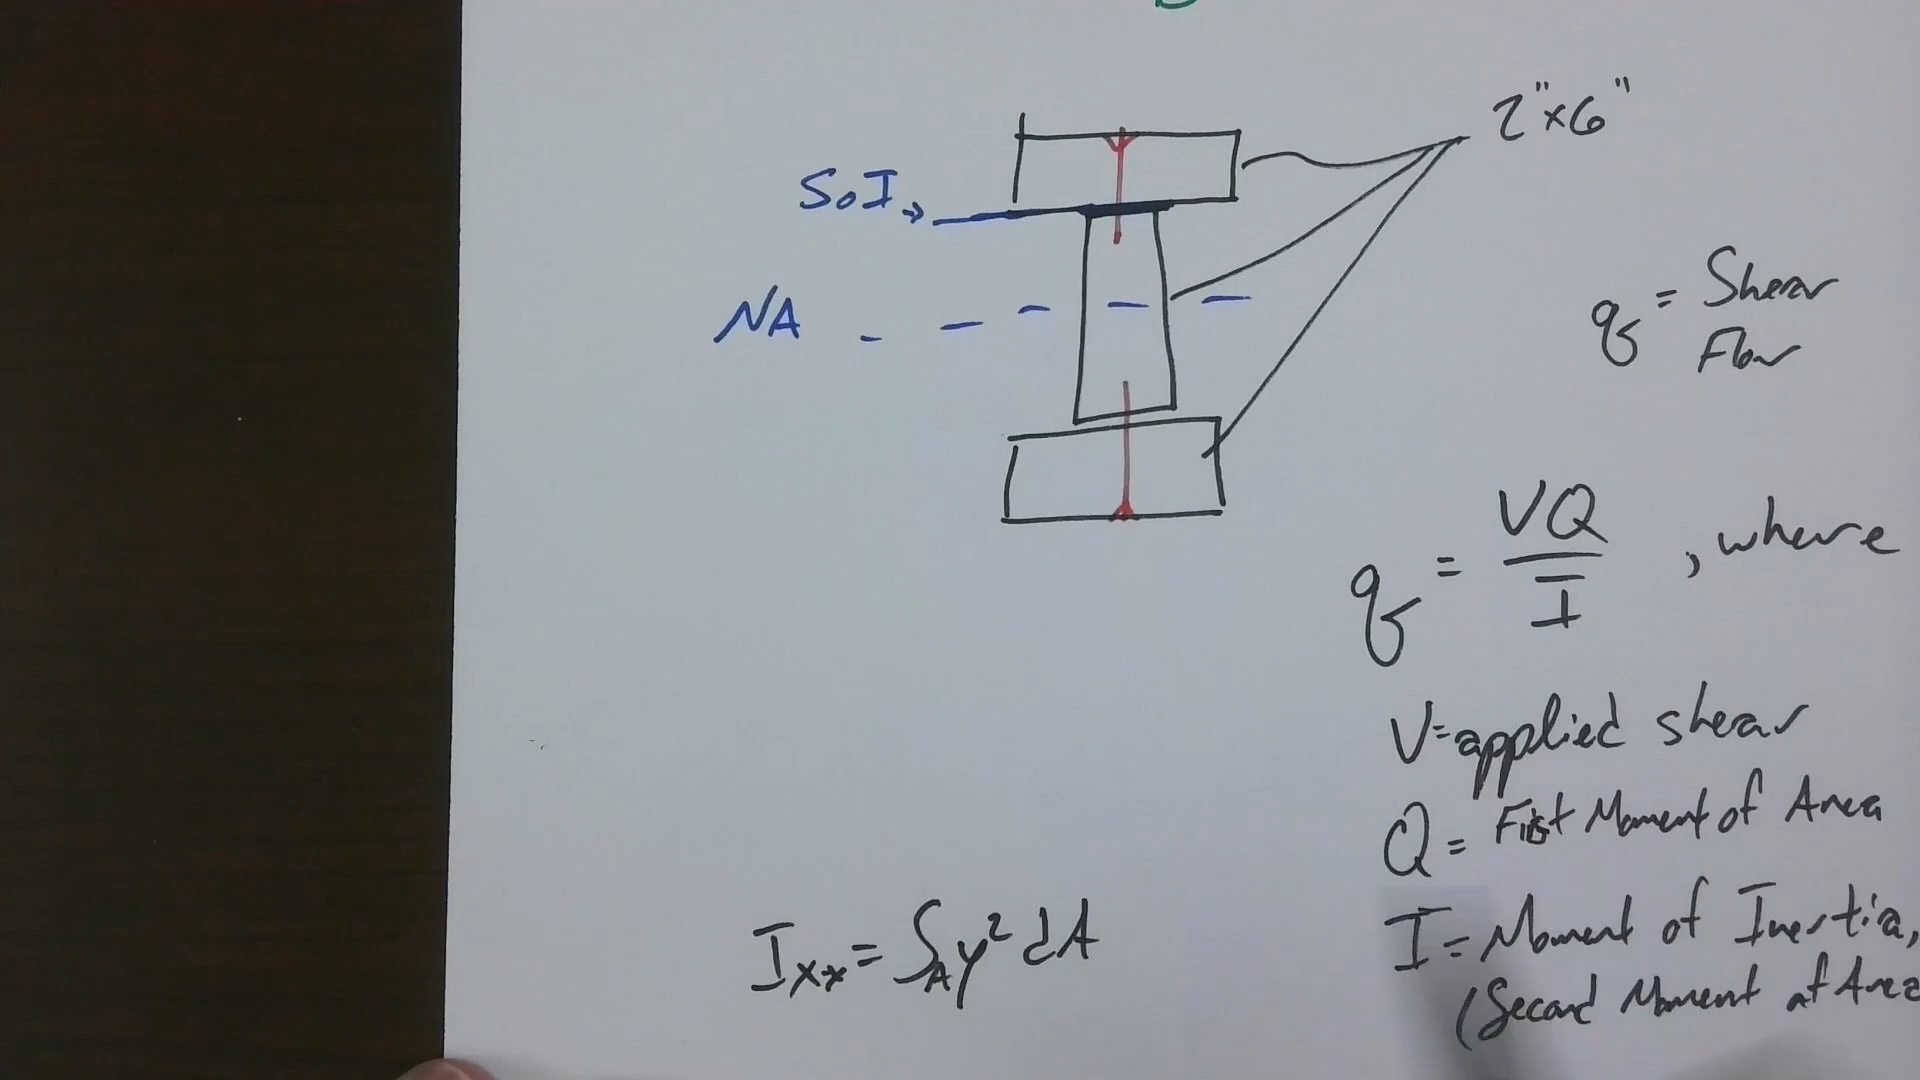 2"x6"
SoI
NA
q = Shear
Flow
q = VQ / I , where
V = applied shear
Q = First Moment of Area
I = Moment of Inertia,
(Second Moment of Area
Ixx = ∫A y² dA